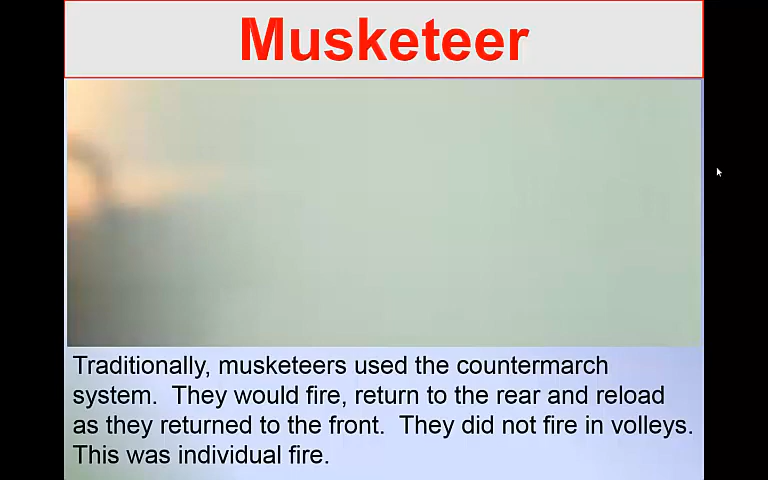 Musketeer
Traditionally, musketeers used the countermarch
system.  They would fire, return to the rear and reload
as they returned to the front.  They did not fire in volleys.
This was individual fire.